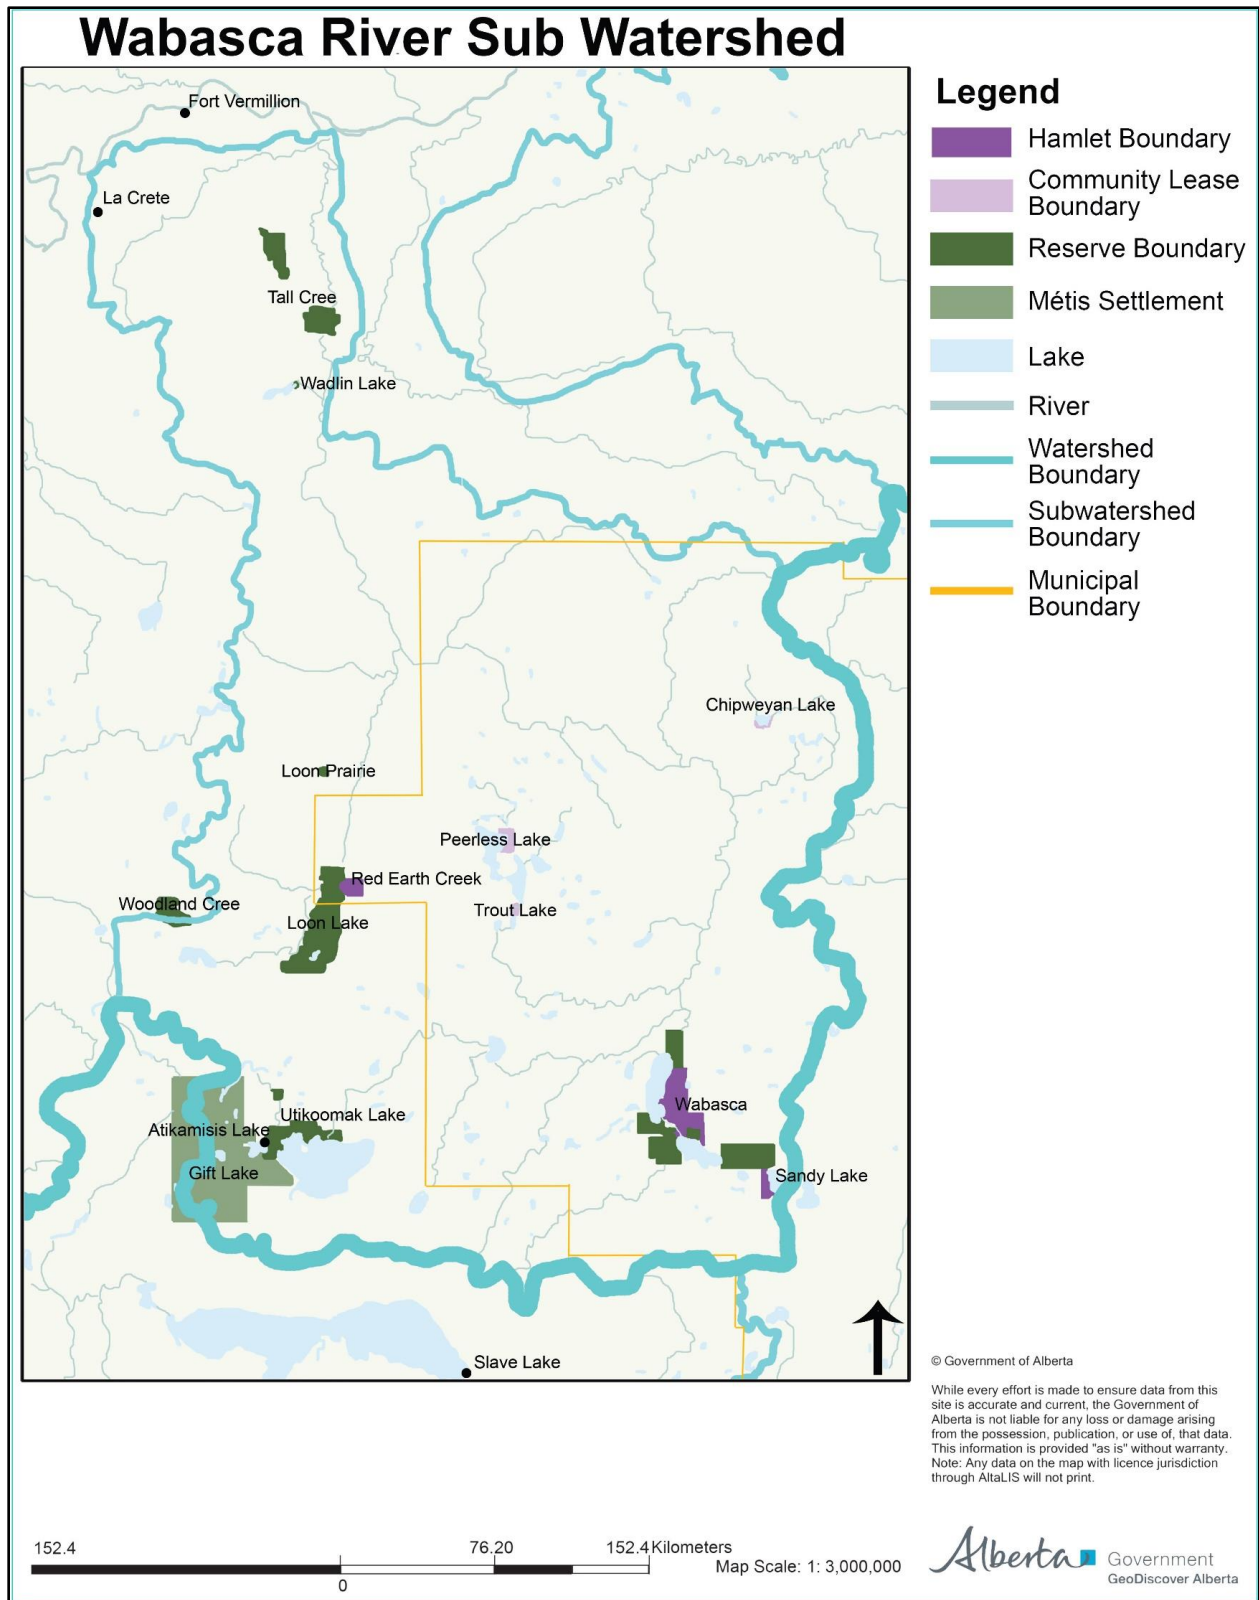 Wabasca River Sub Watershed
Fort Vermillion
La Crete
Tall Cree
Wadlin Lake
Chipweyan Lake
Loon Prairie
Peerless Lake
Red Earth Creek
Woodland Cree
Trout Lake
Loon Lake
Wabasca
Utikoomak Lake
Atikamisis Lake
Gift Lake
Sandy Lake
Slave Lake
Legend
Hamlet Boundary
Community Lease
Boundary
Reserve Boundary
Métis Settlement
Lake
River
Watershed
Boundary
Subwatershed
Boundary
Municipal
Boundary
© Government of Alberta
While every effort is made to ensure data from this
site is accurate and current, the Government of
Alberta is not liable for any loss or damage arising
from the possession, publication, or use of, that data.
This information is provided "as is" without warranty.
Note: Any data on the map with licence jurisdiction
through AltaLIS will not print.
152.4 76.20 152.4 Kilometers
0
Map Scale: 1: 3,000,000
Alberta Government
GeoDiscover Alberta